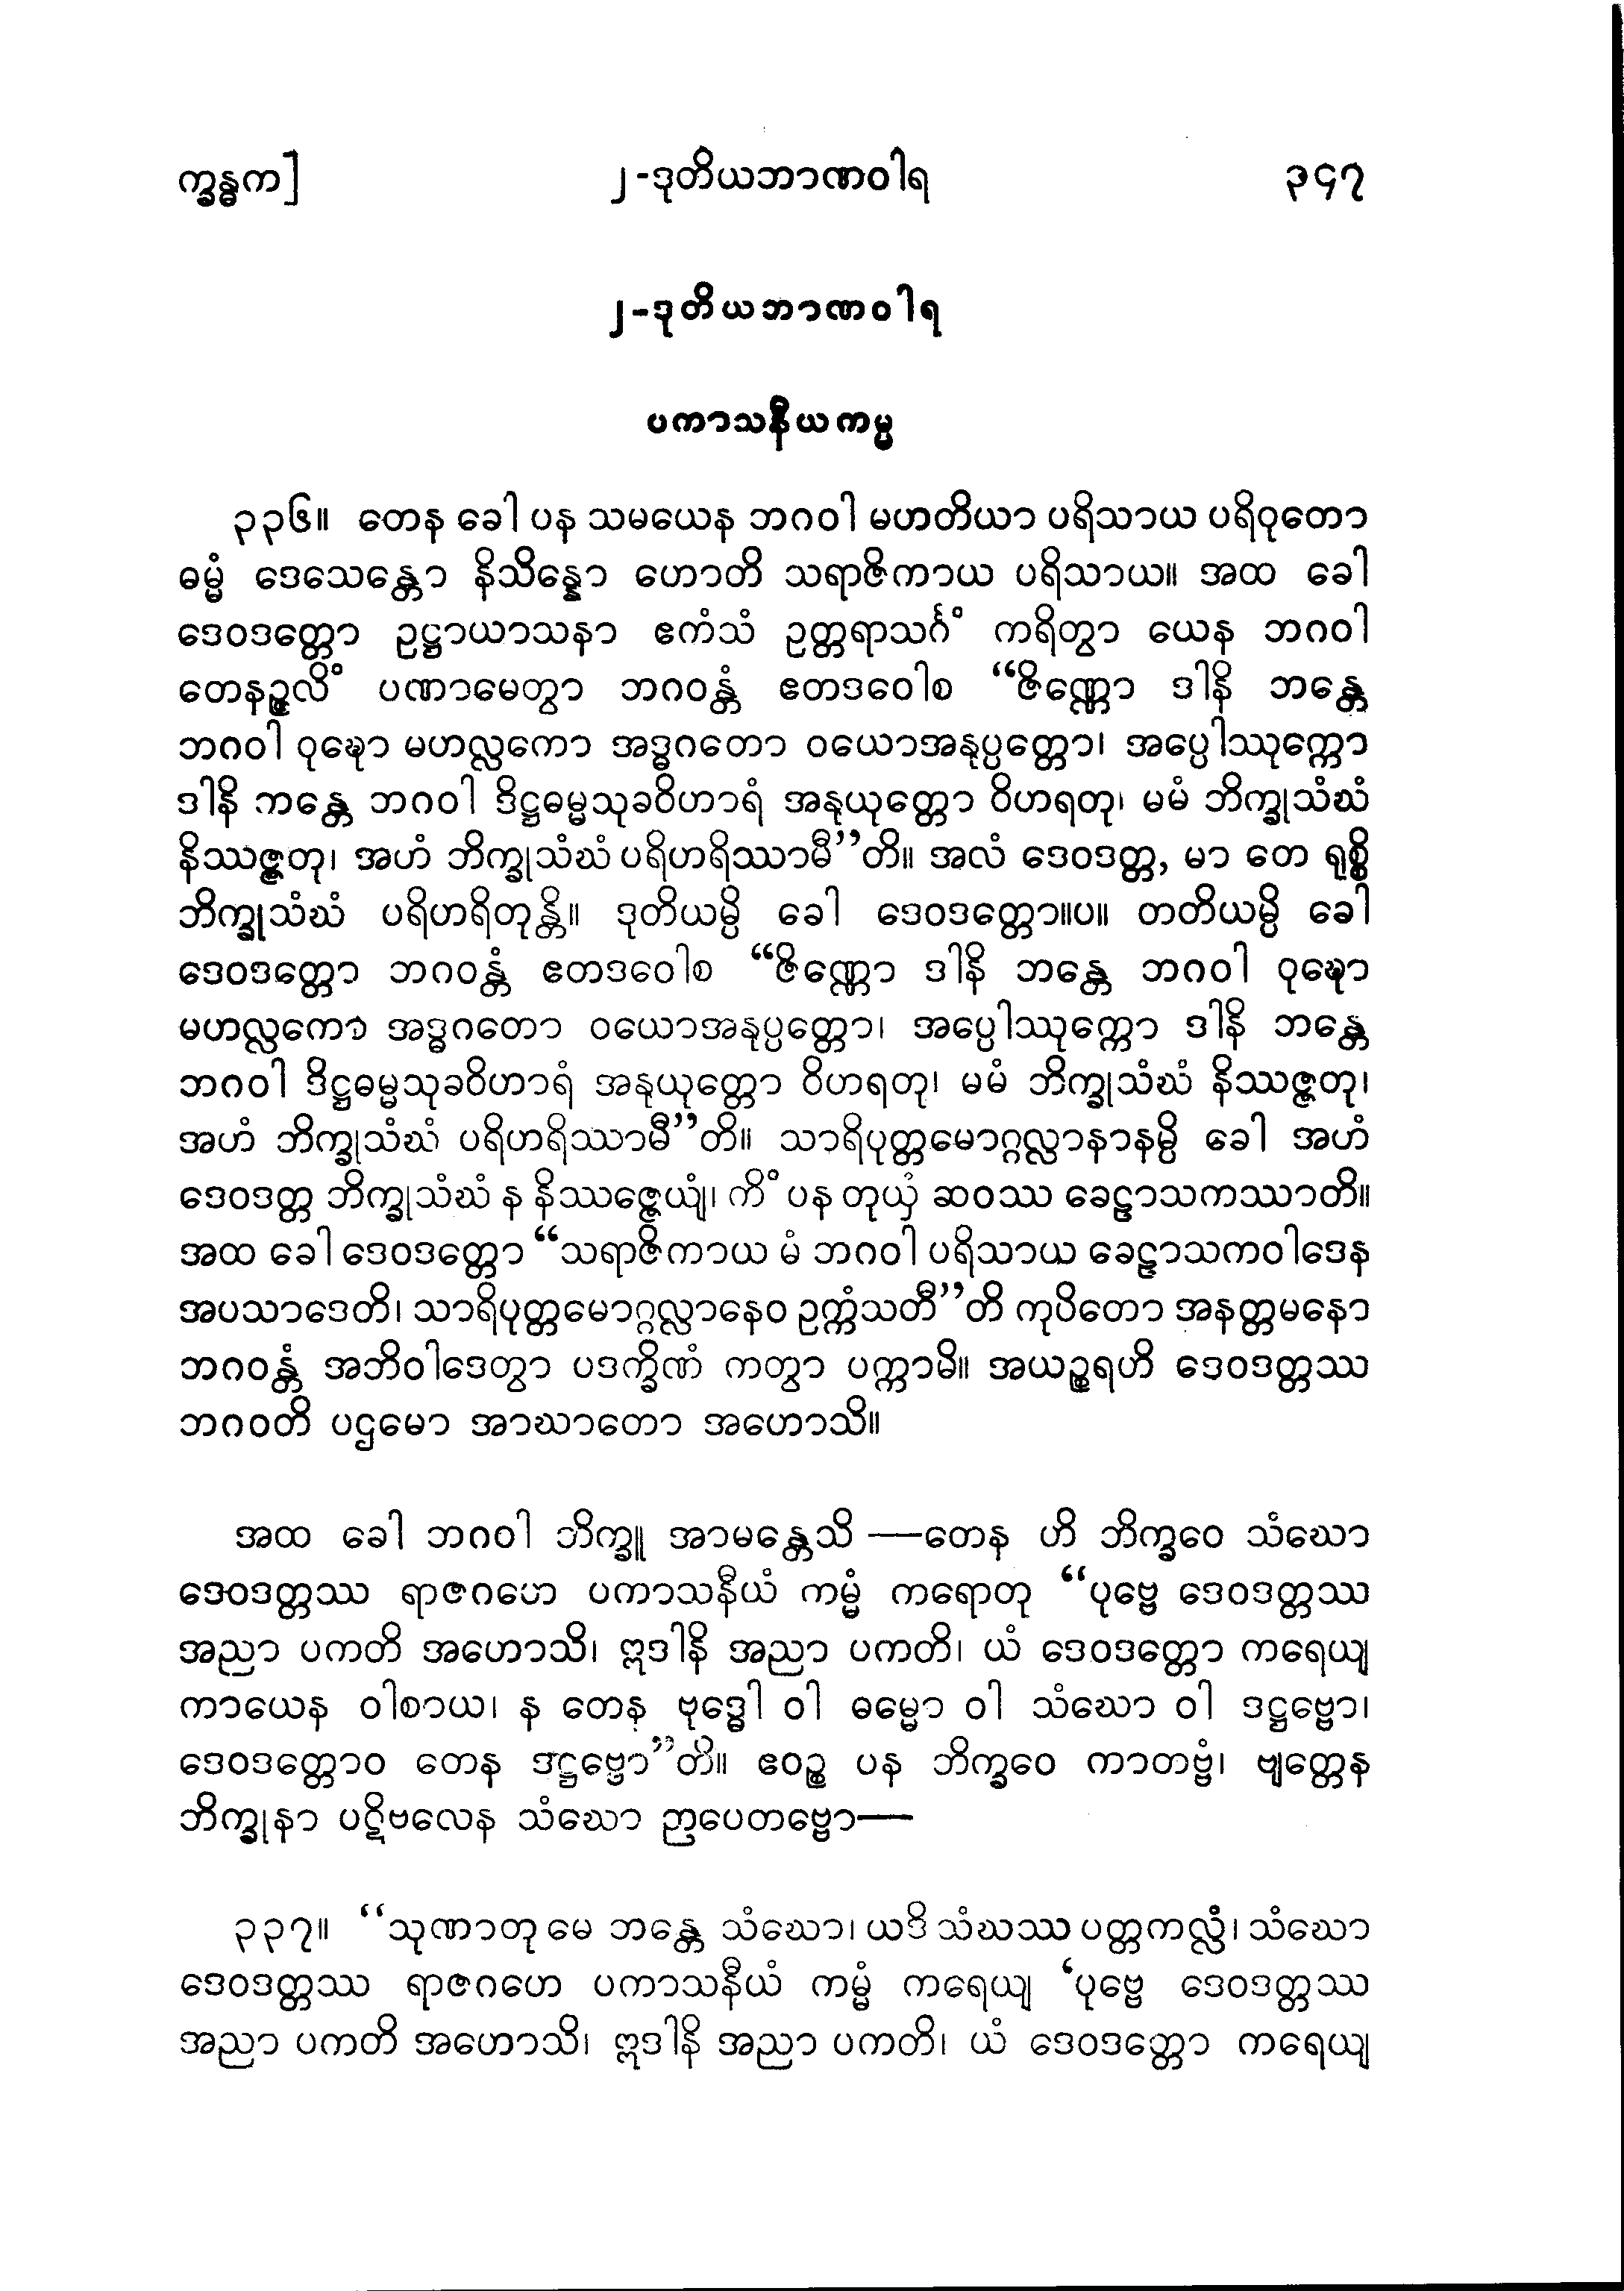 က္ခန္ဓက]
၂-ဒုတိယဘာဏဝါရ
၃၄၇
၂-ဒုတိယဘာဏဝါရ
ပကာသနီယကမ္မ
၃၃၆။ တေန ခေါ ပန သမယေန ဘဂဝါ မဟတိယာ ပရိသာယ ပရိဝုတော
ဓမ္မံ ဒေသေန္တော နိသိန္နော ဟောတိ သရာဇိကာယ ပရိသာယ။ အထ ခေါ
ဒေဝဒတ္တော ဥဋ္ဌာယာသနာ ဧကံသံ ဥတ္တရာသင်္ဂံ ကရိတွာ ယေန ဘဂဝါ
တေနဉ္ဇလိံ ပဏာမေတွာ ဘဂဝန္တံ ဧတဒဝေါစ “ဇိဏ္ဏော ဒါနိ ဘန္တေ
ဘဂဝါ ဝုဍ္ဎော မဟလ္လကော အဒ္ဓဂတော ဝယောအနုပ္ပတ္တော၊ အပ္ပေါဿုက္ကော
ဒါနိ ဘန္တေ ဘဂဝါ ဒိဋ္ဌဓမ္မသုခဝိဟာရံ အနုယုတ္တော ဝိဟရတု၊ မမံ ဘိက္ခုသံဃံ
နိဿဇ္ဇတု၊ အဟံ ဘိက္ခုသံဃံ ပရိဟရိဿာမီ”တိ။ အလံ ဒေဝဒတ္တ, မာ တေ ရုစ္စိ
ဘိက္ခုသံဃံ ပရိဟရိတုန္တိ။ ဒုတိယမ္ပိ ခေါ ဒေဝဒတ္တော။ပ။ တတိယမ္ပိ ခေါ
ဒေဝဒတ္တော ဘဂဝန္တံ ဧတဒဝေါစ “ဇိဏ္ဏော ဒါနိ ဘန္တေ ဘဂဝါ ဝုဍ္ဎော
မဟလ္လကော အဒ္ဓဂတော ဝယောအနုပ္ပတ္တော၊ အပ္ပေါဿုက္ကော ဒါနိ ဘန္တေ
ဘဂဝါ ဒိဋ္ဌဓမ္မသုခဝိဟာရံ အနုယုတ္တော ဝိဟရတု၊ မမံ ဘိက္ခုသံဃံ နိဿဇ္ဇတု၊
အဟံ ဘိက္ခုသံဃံ ပရိဟရိဿာမီ”တိ။ သာရိပုတ္တမောဂ္ဂလ္လာနာနမ္ပိ ခေါ အဟံ
ဒေဝဒတ္တ ဘိက္ခုသံဃံ န နိဿဇ္ဇေယျံ၊ ကိံ ပန တုယှံ ဆဝဿ ခေဠာသကဿာတိ။
အထ ခေါ ဒေဝဒတ္တော “သရာဇိကာယ မံ ဘဂဝါ ပရိသာယ ခေဠာသကဝါဒေန
အပသာဒေတိ၊ သာရိပုတ္တမောဂ္ဂလ္လာနေဝ ဥက္ကံသတီ”တိ ကုပိတော အနတ္တမနော
ဘဂဝန္တံ အဘိဝါဒေတွာ ပဒက္ခိဏံ ကတွာ ပက္ကာမိ။ အယဉ္စရဟိ ဒေဝဒတ္တဿ
ဘဂဝတိ ပဌမော အာဃာတော အဟောသိ။
အထ ခေါ ဘဂဝါ ဘိက္ခူ အာမန္တေသိ —တေန ဟိ ဘိက္ခဝေ သံဃော
ဒေဝဒတ္တဿ ရာဇဂဟေ ပကာသနီယံ ကမ္မံ ကရောတု “ပုဗ္ဗေ ဒေဝဒတ္တဿ
အညာ ပကတိ အဟောသိ၊ ဣဒါနိ အညာ ပကတိ၊ ယံ ဒေဝဒတ္တော ကရေယျ
ကာယေန ဝါစာယ၊ န တေန ဗုဒ္ဓေါ ဝါ ဓမ္မော ဝါ သံဃော ဝါ ဒဋ္ဌဗ္ဗော၊
ဒေဝဒတ္တောဝ တေန ဒဋ္ဌဗ္ဗော”တိ။ ဧဝဉ္စ ပန ဘိက္ခဝေ ကာတဗ္ဗံ၊ ဗျတ္တေန
ဘိက္ခုနာ ပဋိဗလေန သံဃော ဉာပေတဗ္ဗော—
၃၃၇။ “သုဏာတု မေ ဘန္တေ သံဃော၊ ယဒိ သံဃဿ ပတ္တကလ္လံ၊ သံဃော
ဒေဝဒတ္တဿ ရာဇဂဟေ ပကာသနီယံ ကမ္မံ ကရေယျ ‘ပုဗ္ဗေ ဒေဝဒတ္တဿ
အညာ ပကတိ အဟောသိ၊ ဣဒါနိ အညာ ပကတိ၊ ယံ ဒေဝဒတ္တော ကရေယျ